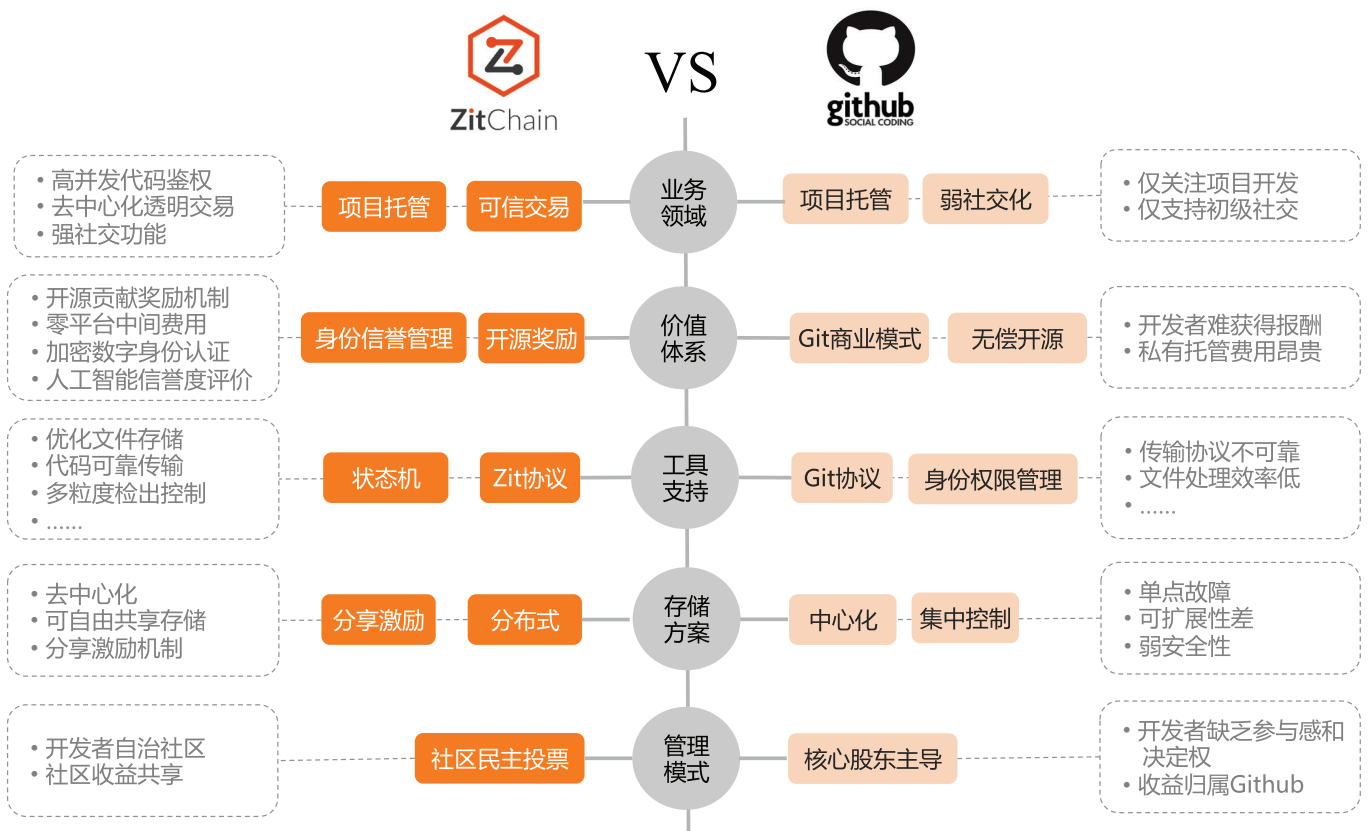 ZitChain
VS
github
SOCIAL CODING
• 高并发代码鉴权
• 去中心化透明交易
• 强社交功能
项目托管
可信交易
业务
领域
项目托管
弱社交化
• 仅关注项目开发
• 仅支持初级社交
• 开源贡献奖励机制
• 零平台中间费用
• 加密数字身份认证
• 人工智能信誉度评价
身份信誉管理
开源奖励
价值
体系
Git商业模式
无偿开源
• 开发者难获得报酬
• 私有托管费用昂贵
• 优化文件存储
• 代码可靠传输
• 多粒度检出控制
• ……
状态机
Zit协议
工具
支持
Git协议
身份权限管理
• 传输协议不可靠
• 文件处理效率低
• ……
• 去中心化
• 可自由共享存储
• 分享激励机制
分享激励
分布式
存储
方案
中心化
集中控制
• 单点故障
• 可扩展性差
• 弱安全性
• 开发者自治社区
• 社区收益共享
社区民主投票
管理
模式
核心股东主导
• 开发者缺乏参与感和
决定权
• 收益归属Github